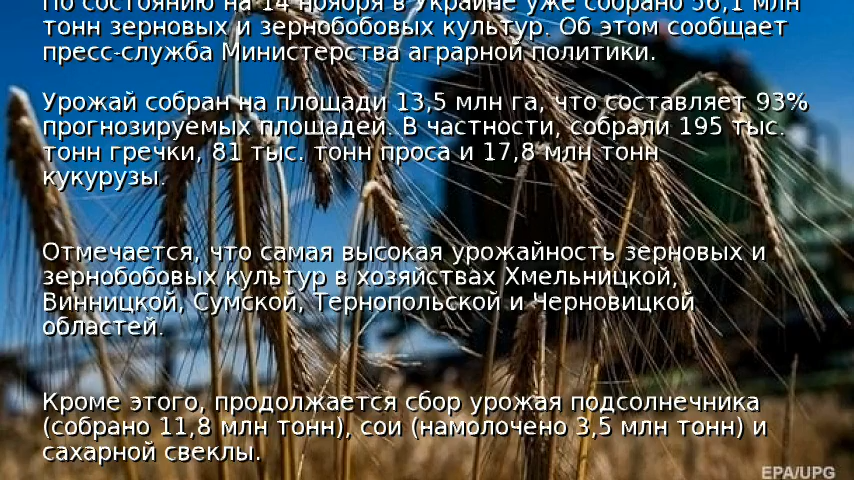 По состоянию на 14 ноября в Украине уже собрано 56,1 млн
тонн зерновых и зернобобовых культур. Об этом сообщает
пресс-служба Министерства аграрной политики.
Урожай собран на площади 13,5 млн га, что составляет 93%
прогнозируемых площадей. В частности, собрали 195 тыс.
тонн гречки, 81 тыс. тонн проса и 17,8 млн тонн
кукурузы.
Отмечается, что самая высокая урожайность зерновых и
зернобобовых культур в хозяйствах Хмельницкой,
Винницкой, Сумской, Тернопольской и Черновицкой
областей.
Кроме этого, продолжается сбор урожая подсолнечника
(собрано 11,8 млн тонн), сои (намолочено 3,5 млн тонн) и
сахарной свеклы.
EPA/UPG